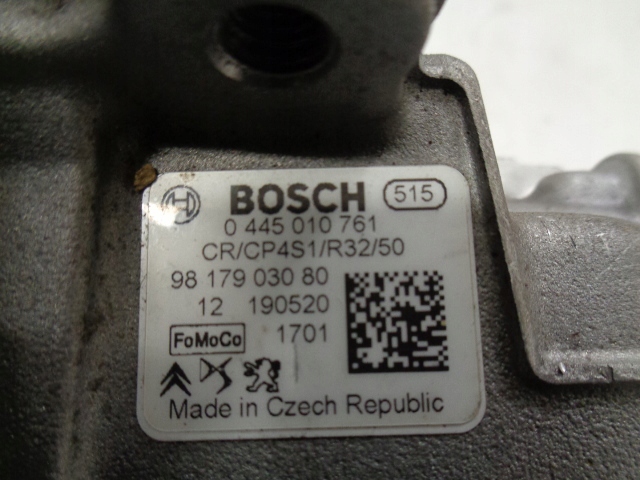 BOSCH 515
0 445 010 761
CR/CP4S1/R32/50
98 179 030 80
12 190520
FoMoCo 1701
Made in Czech Republic